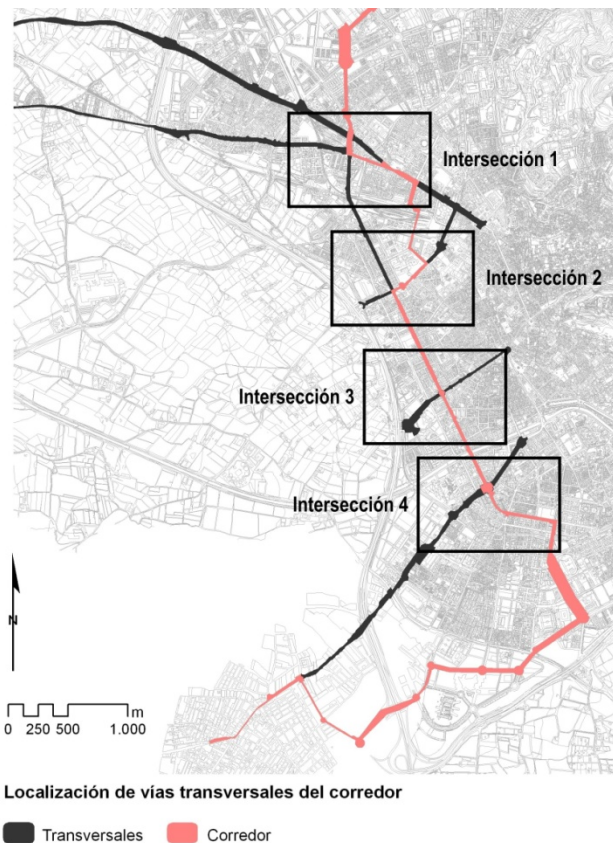 Intersección 1
Intersección 2
Intersección 3
Intersección 4
N
m
0 250 500 1.000
Localización de vías transversales del corredor
Transversales Corredor